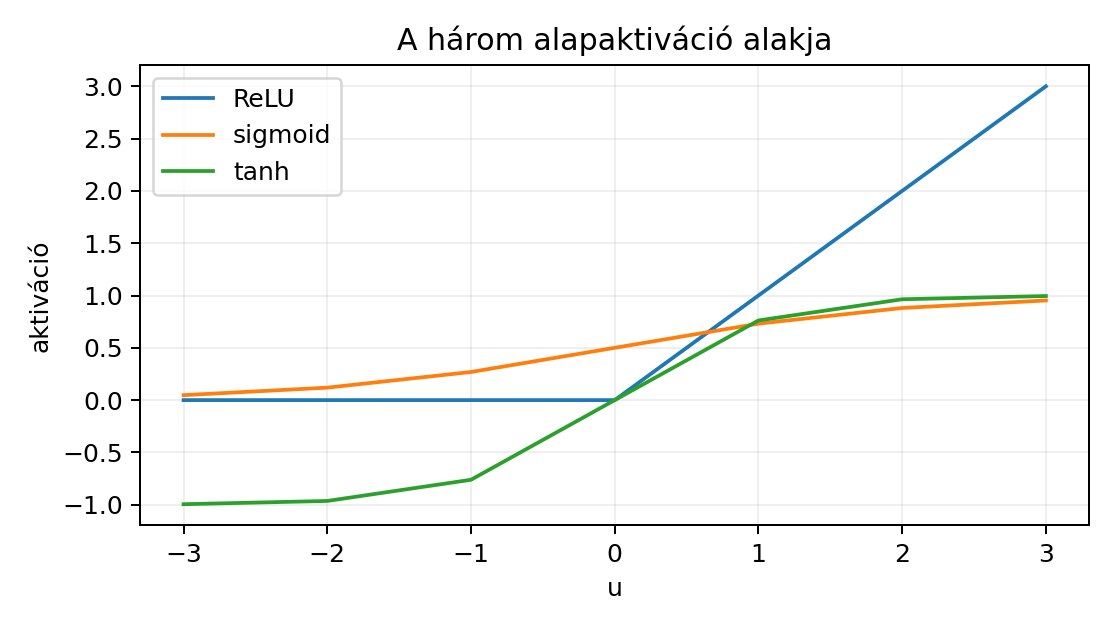 A három alapaktiváció alakja
ReLU
sigmoid
tanh
aktiváció
3.0
2.5
2.0
1.5
1.0
0.5
0.0
−0.5
−1.0
−3 −2 −1 0 1 2 3
u